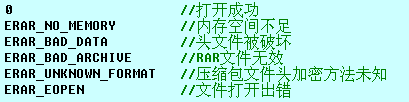 0 //打开成功
ERAR_NO_MEMORY //内存空间不足
ERAR_BAD_DATA //头文件被破坏
ERAR_BAD_ARCHIVE //RAR文件无效
ERAR_UNKNOWN_FORMAT //压缩包文件头加密方法未知
ERAR_EOPEN //文件打开出错